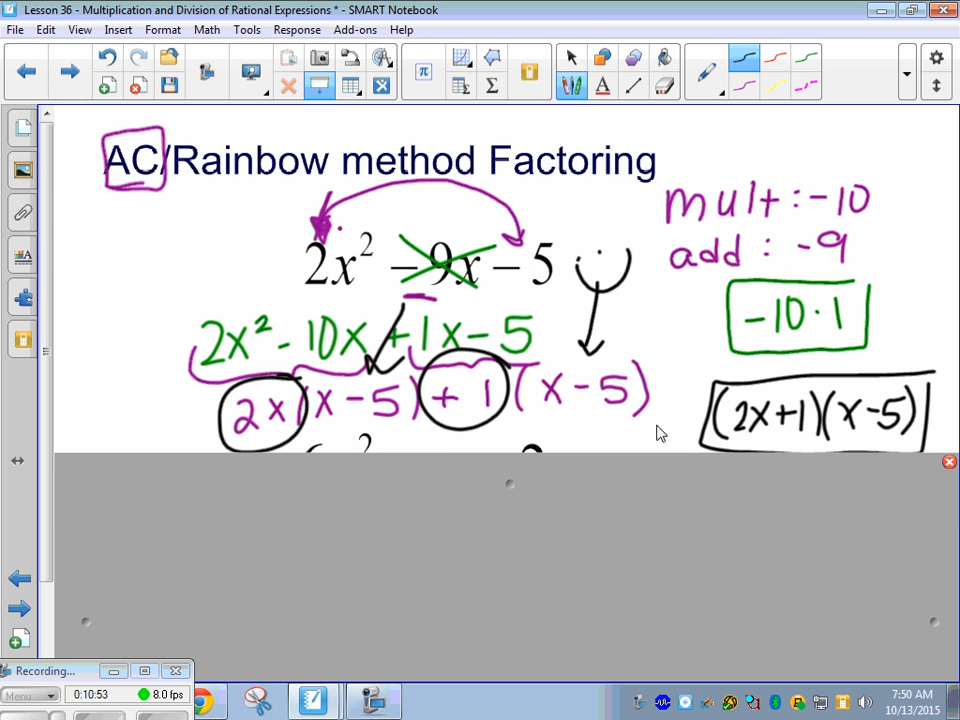 Lesson 36 - Multiplication and Division of Rational Expressions * - SMART Notebook
File Edit View Insert Format Math Tools Response Add-ons Help
AC/Rainbow method Factoring
mult : -10
add : -9
2x² - 9x - 5
-10 · 1
2x² - 10x + 1x - 5
2x(x - 5) + 1(x - 5)
(2x+1)(x-5)
Recording...
Menu 0:10:53 8.0 fps
7:50 AM
10/13/2015